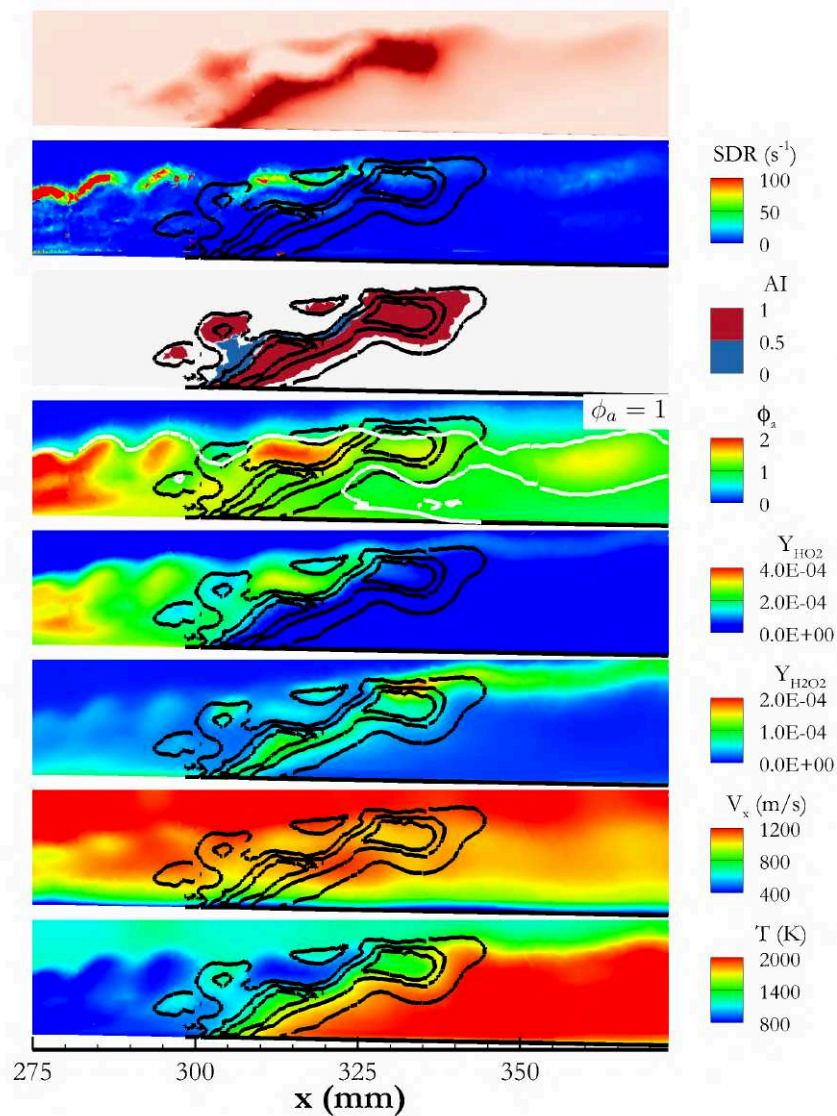 SDR (s⁻¹)
100
50
0
AI
1
0.5
0
ϕₐ = 1
ϕₐ
2
1
0
Y_HO2
4.0E-04
2.0E-04
0.0E+00
Y_H2O2
2.0E-04
1.0E-04
0.0E+00
Vₓ (m/s)
1200
800
400
T (K)
2000
1400
800
275 300 325 350
x (mm)